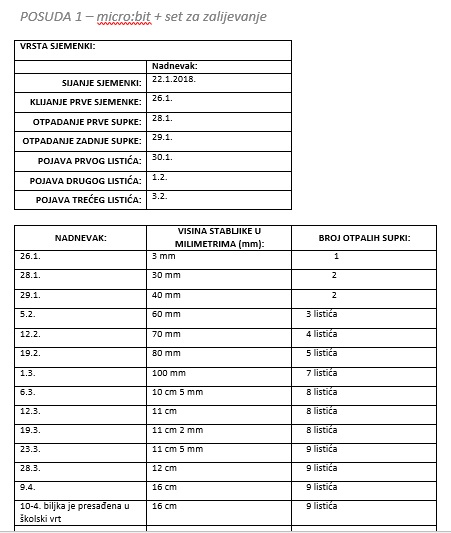 POSUDA 1 – micro:bit + set za zalijevanje
VRSTA SJEMENKI:
Nadnevak:
SIJANJE SJEMENKI: 22.1.2018.
KLIJANJE PRVE SJEMENKE: 26.1.
OTPADANJE PRVE SUPKE: 28.1.
OTPADANJE ZADNJE SUPKE: 29.1.
POJAVA PRVOG LISTIĆA: 30.1.
POJAVA DRUGOG LISTIĆA: 1.2.
POJAVA TREĆEG LISTIĆA: 3.2.
NADNEVAK: VISINA STABLJIKE U MILIMETRIMA (mm): BROJ OTPALIH SUPKI:
26.1. 3 mm 1
28.1. 30 mm 2
29.1. 40 mm 2
5.2. 60 mm 3 listića
12.2. 70 mm 4 listića
19.2. 80 mm 5 listića
1.3. 100 mm 7 listića
6.3. 10 cm 5 mm 8 listića
12.3. 11 cm 8 listića
19.3. 11 cm 2 mm 8 listića
23.3. 11 cm 5 mm 9 listića
28.3. 12 cm 9 listića
9.4. 16 cm 9 listića
10-4. biljka je presađena u školski vrt 16 cm 9 listića